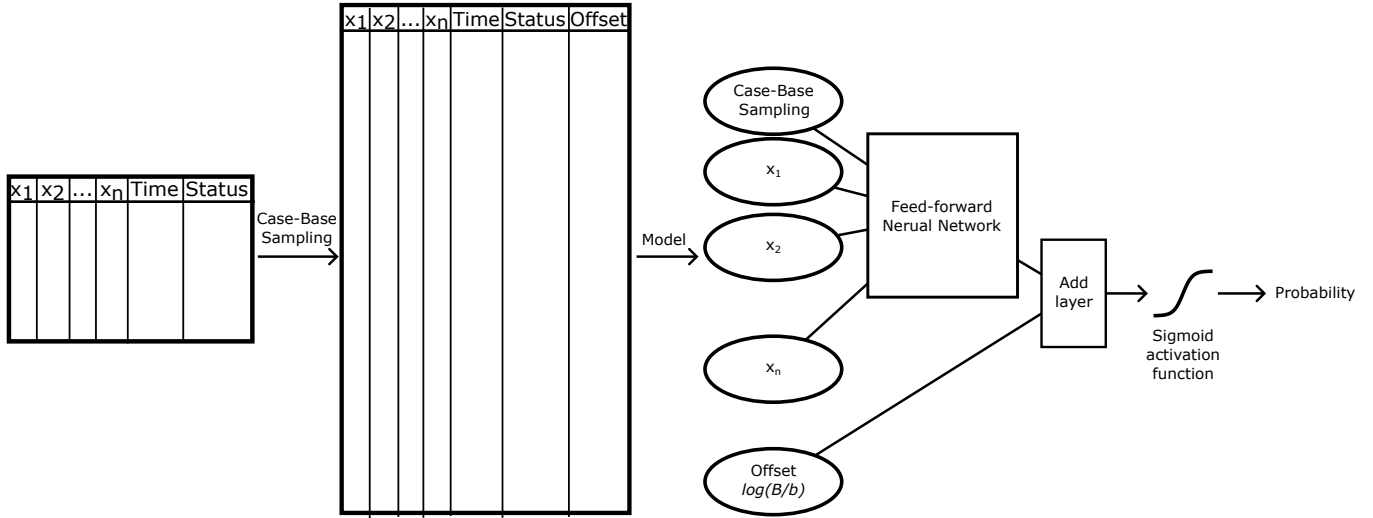 x1 x2 ... xn Time Status
Case-Base
Sampling
x1 x2 ... xn Time Status Offset
Model
Case-Base
Sampling
x1
x2
xn
Offset
log(B/b)
Feed-forward
Nerual Network
Add
layer
Sigmoid
activation
function
Probability